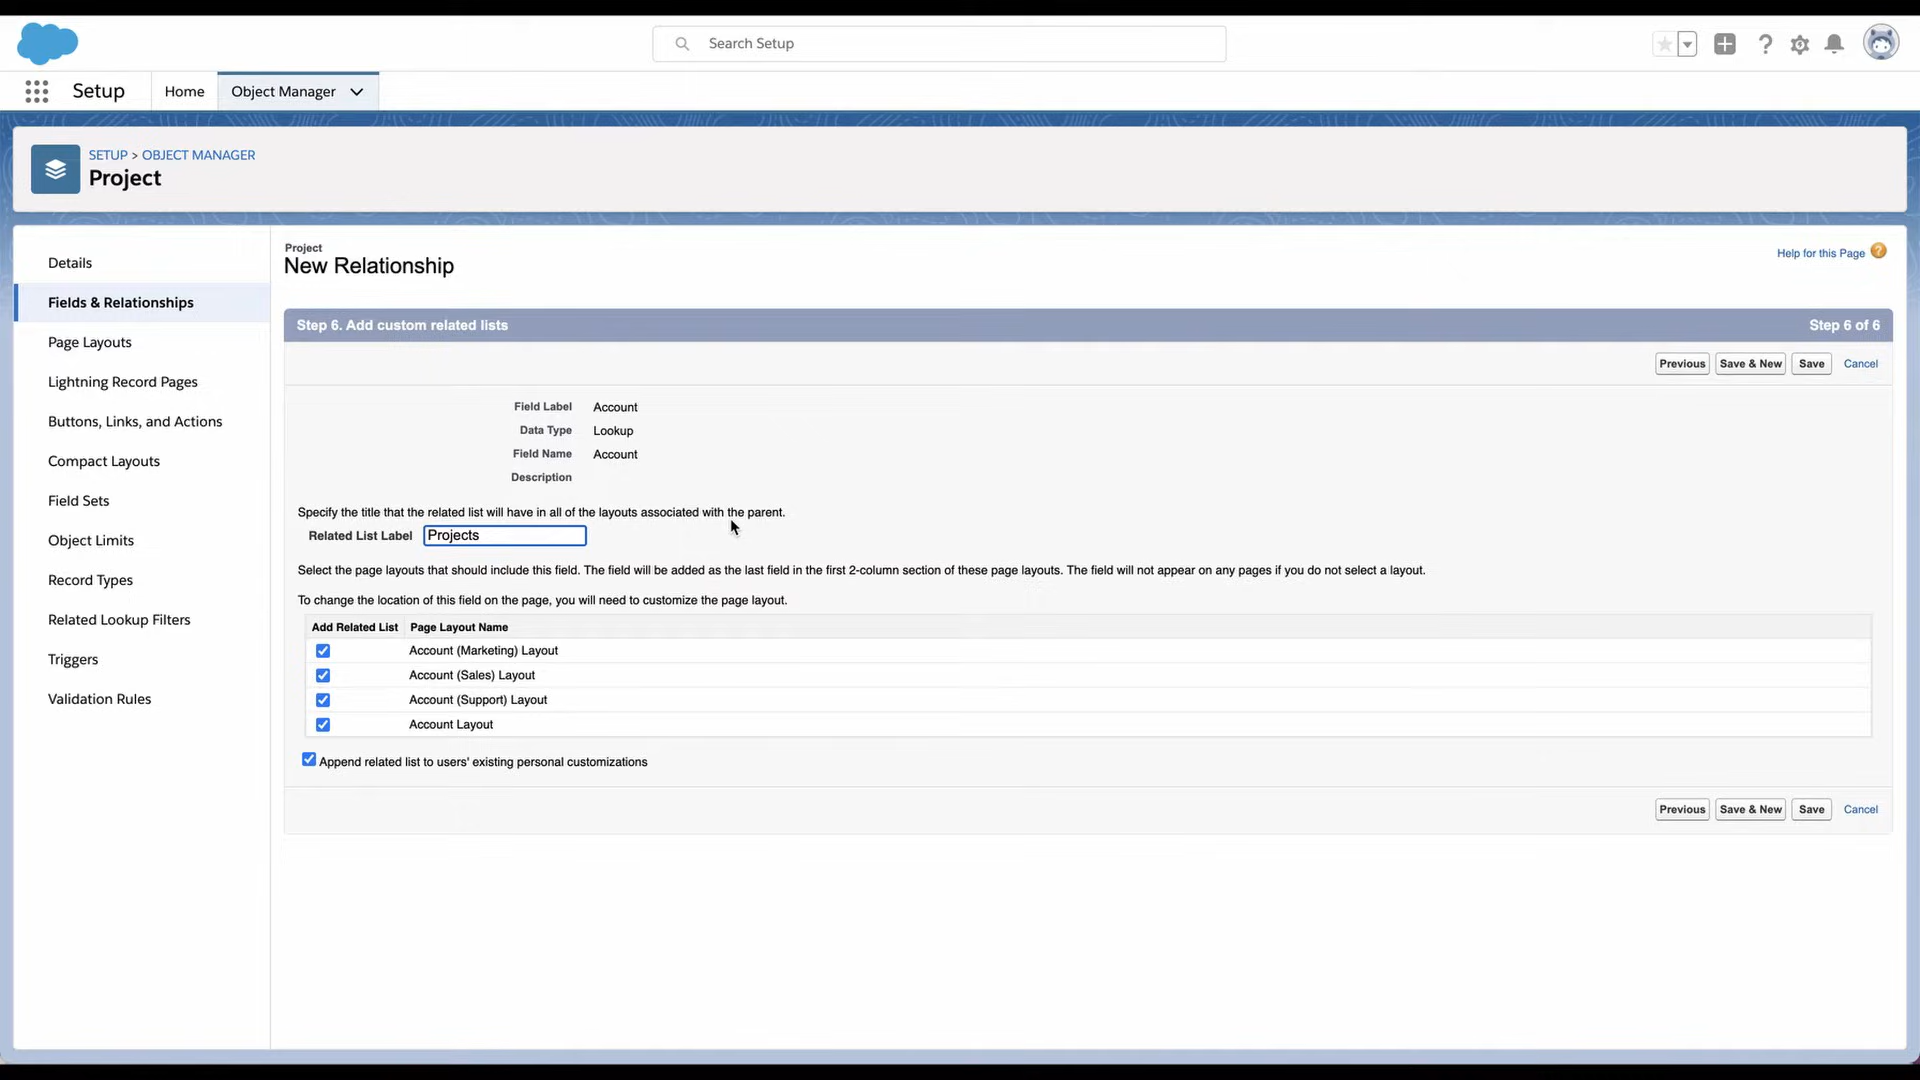 Search Setup
Setup
Home
Object Manager
SETUP > OBJECT MANAGER
Project
Details
Fields & Relationships
Page Layouts
Lightning Record Pages
Buttons, Links, and Actions
Compact Layouts
Field Sets
Object Limits
Record Types
Related Lookup Filters
Triggers
Validation Rules
Project
New Relationship
Help for this Page
Step 6. Add custom related lists
Step 6 of 6
Previous Save & New Save Cancel
Field Label Account
Data Type Lookup
Field Name Account
Description
Specify the title that the related list will have in all of the layouts associated with the parent.
Related List Label Projects
Select the page layouts that should include this field. The field will be added as the last field in the first 2-column section of these page layouts. The field will not appear on any pages if you do not select a layout.
To change the location of this field on the page, you will need to customize the page layout.
Add Related List Page Layout Name
Account (Marketing) Layout
Account (Sales) Layout
Account (Support) Layout
Account Layout
Append related list to users' existing personal customizations
Previous Save & New Save Cancel